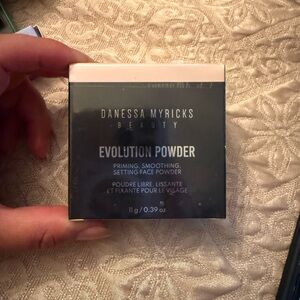 DANESSA MYRICKS
BEAUTY
EVOLUTION POWDER
PRIMING, SMOOTHING,
SETTING FACE POWDER
POUDRE LIBRE, LISSANTE
ET FIXANTE POUR LE VISAGE
11 g / 0.39 oz